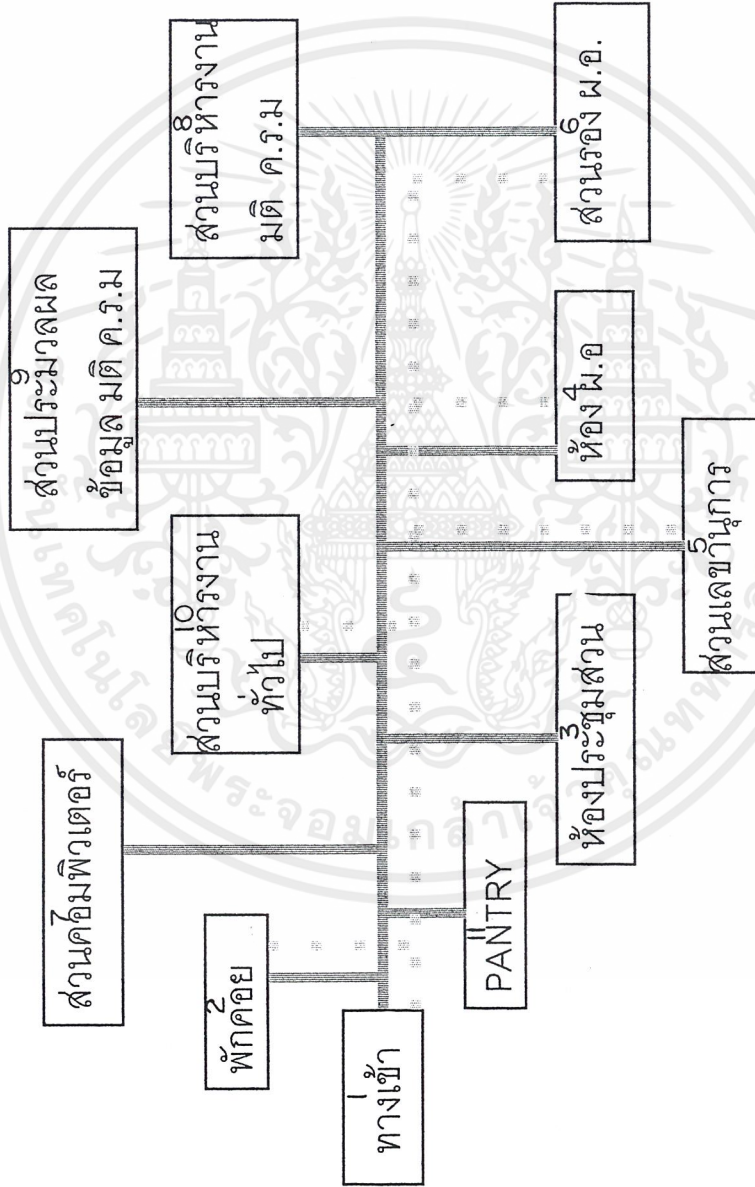 1
ทางเข้า
2
พักคอย
7
ส่วนคอมพิวเตอร์
10
ส่วนบริหารงาน
ทั่วไป
9
ส่วนประมวลผล
ข้อมูล มติ ค.ร.ม
8
ส่วนบริหารงาน
มติ ค.ร.ม
11
PANTRY
3
ห้องประชุมส่วน
5
ส่วนเลขานุการ
4
ห้อง ผ.อ
6
ส่วนรอง ผ.อ.